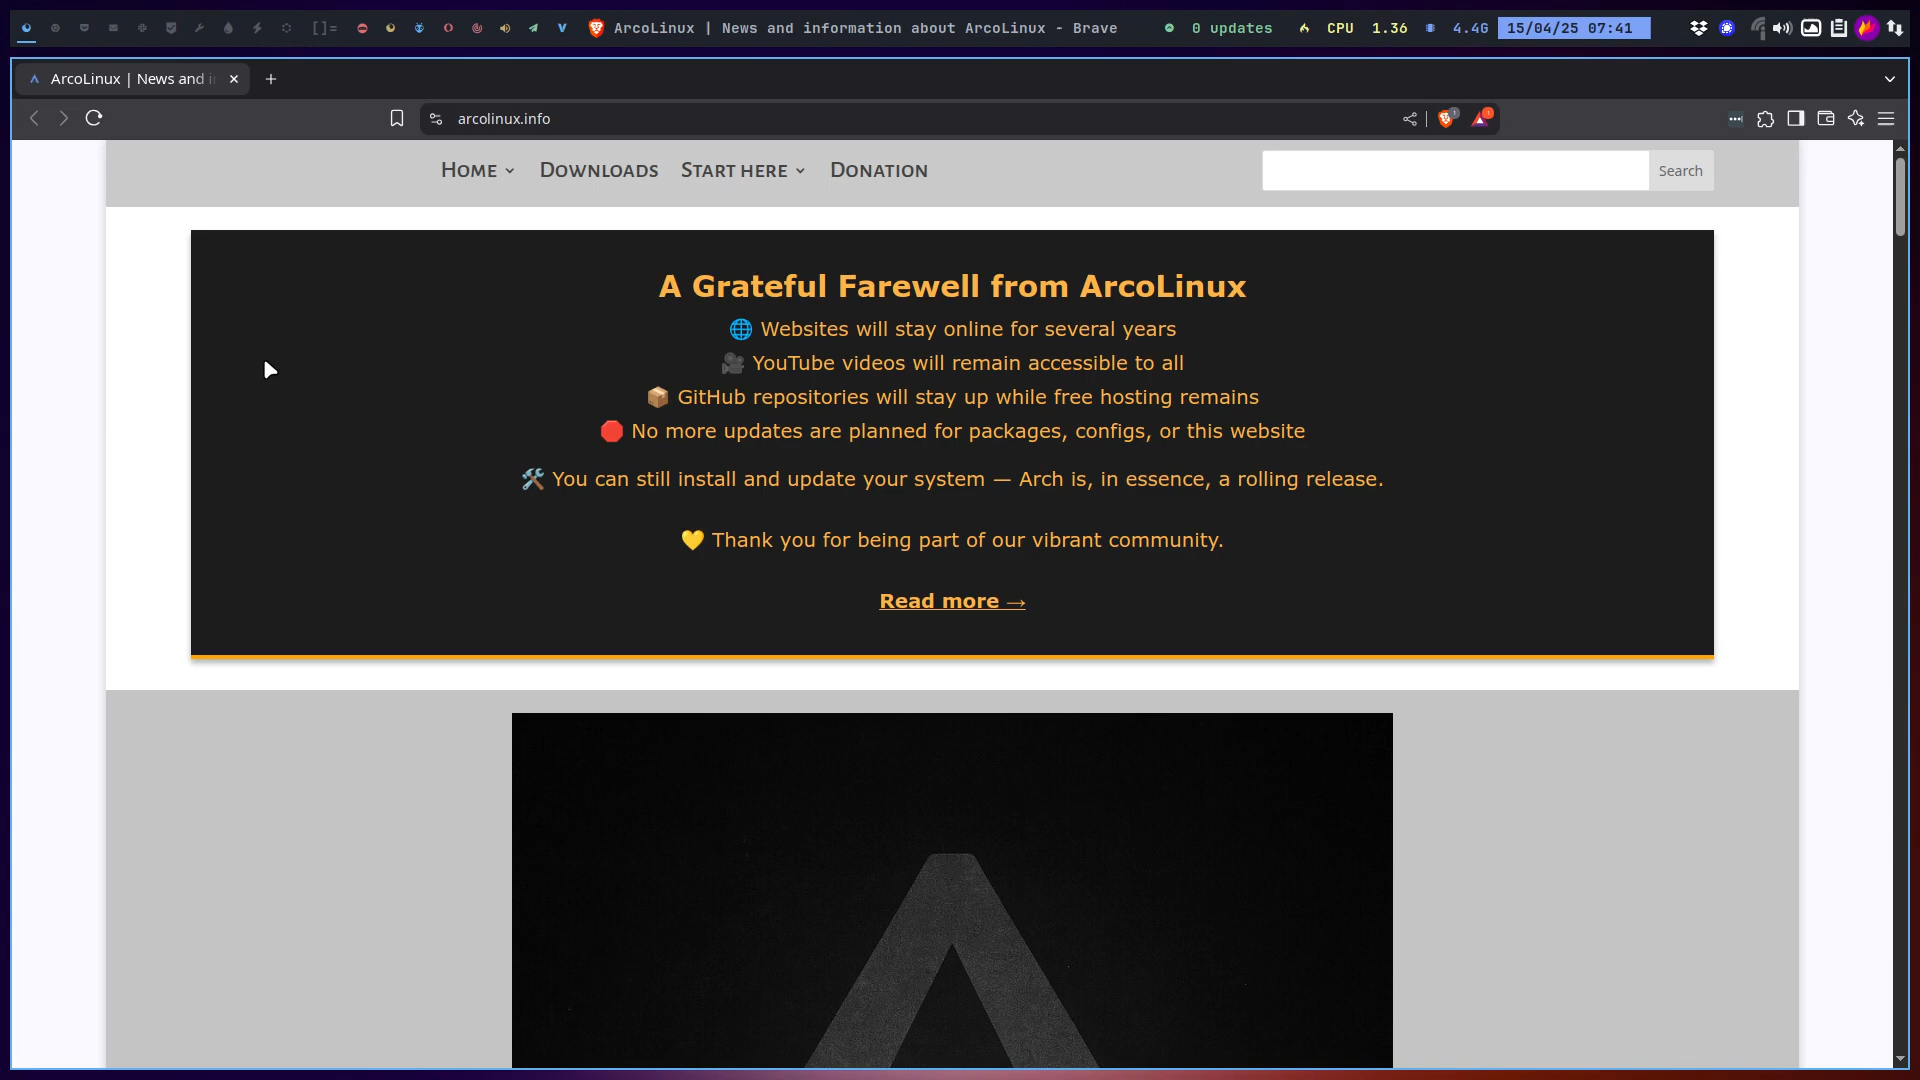 []=
ArcoLinux | News and information about ArcoLinux - Brave
0 updates
CPU 1.36
4.4G
15/04/25 07:41
ArcoLinux | News and i
arcolinux.info
Home
Downloads
Start here
Donation
Search
A Grateful Farewell from ArcoLinux
🌐 Websites will stay online for several years
🎥 YouTube videos will remain accessible to all
📦 GitHub repositories will stay up while free hosting remains
🛑 No more updates are planned for packages, configs, or this website
🛠️ You can still install and update your system — Arch is, in essence, a rolling release.
💛 Thank you for being part of our vibrant community.
Read more →